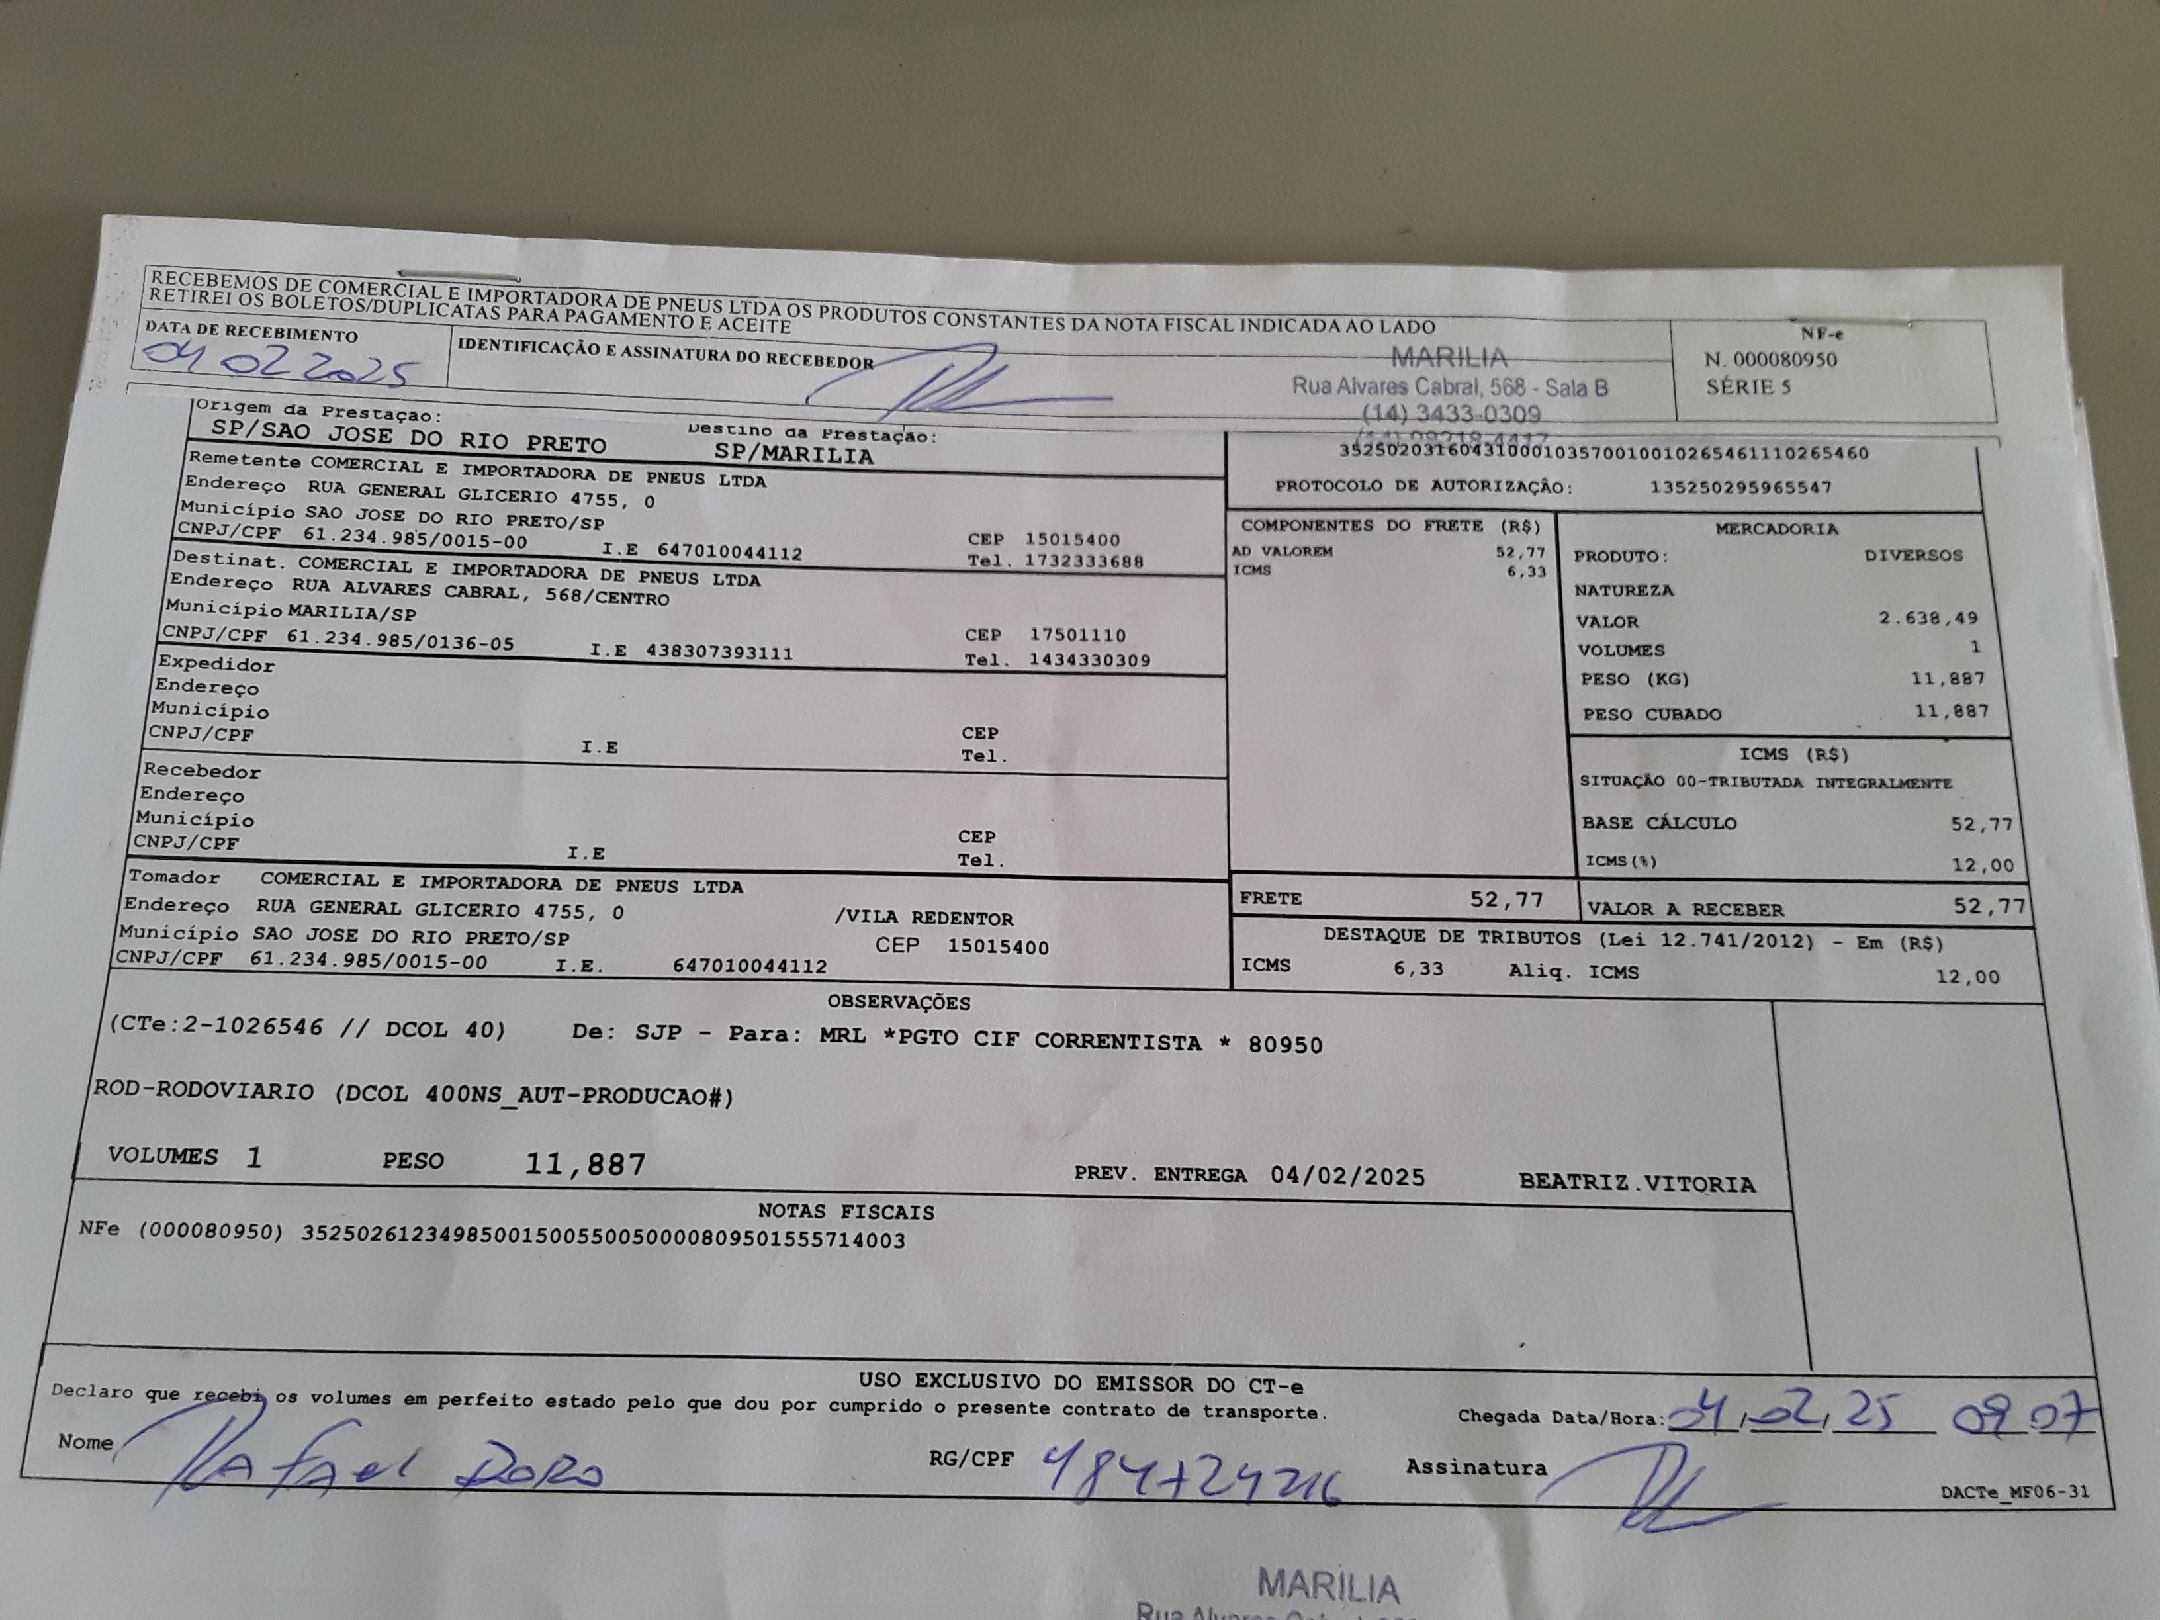 RECEBEMOS DE COMERCIAL E IMPORTADORA DE PNEUS LTDA OS PRODUTOS CONSTANTES DA NOTA FISCAL INDICADA AO LADO
RETIREI OS BOLETOS/DUPLICATAS PARA PAGAMENTO E ACEITE
DATA DE RECEBIMENTO
04 02 2025
IDENTIFICAÇÃO E ASSINATURA DO RECEBEDOR
MARILIA
Rua Alvares Cabral, 568 - Sala B
(14) 3433-0309
NF-e
N. 000080950
SÉRIE 5
Origem da Prestação:
SP/SAO JOSE DO RIO PRETO
Destino da Prestação:
SP/MARILIA
Remetente COMERCIAL E IMPORTADORA DE PNEUS LTDA
Endereço RUA GENERAL GLICERIO 4755, 0
Município SAO JOSE DO RIO PRETO/SP
CEP 15015400
CNPJ/CPF 61.234.985/0015-00 I.E 647010044112 Tel. 1732333688
Destinat. COMERCIAL E IMPORTADORA DE PNEUS LTDA
Endereço RUA ALVARES CABRAL, 568/CENTRO
Município MARILIA/SP
CEP 17501110
CNPJ/CPF 61.234.985/0136-05 I.E 438307393111 Tel. 1434330309
Expedidor
Endereço
Município
CEP
CNPJ/CPF I.E Tel.
Recebedor
Endereço
Município
CEP
CNPJ/CPF I.E Tel.
Tomador COMERCIAL E IMPORTADORA DE PNEUS LTDA
Endereço RUA GENERAL GLICERIO 4755, 0 /VILA REDENTOR
Município SAO JOSE DO RIO PRETO/SP CEP 15015400
CNPJ/CPF 61.234.985/0015-00 I.E. 647010044112
35250203160431000103570010010265461110265460
PROTOCOLO DE AUTORIZAÇÃO: 135250295965547
COMPONENTES DO FRETE (R$)
AD VALOREM 52,77
ICMS 6,33
MERCADORIA
PRODUTO: DIVERSOS
NATUREZA
VALOR 2.638,49
VOLUMES 1
PESO (KG) 11,887
PESO CUBADO 11,887
ICMS (R$)
SITUAÇÃO 00-TRIBUTADA INTEGRALMENTE
BASE CÁLCULO 52,77
ICMS(%) 12,00
FRETE 52,77
VALOR A RECEBER 52,77
DESTAQUE DE TRIBUTOS (Lei 12.741/2012) - Em (R$)
ICMS 6,33 Aliq. ICMS 12,00
OBSERVAÇÕES
(CTe:2-1026546 // DCOL 40) De: SJP - Para: MRL *PGTO CIF CORRENTISTA * 80950
ROD-RODOVIARIO (DCOL 400NS_AUT-PRODUCAO#)
VOLUMES 1 PESO 11,887 PREV. ENTREGA 04/02/2025 BEATRIZ.VITORIA
NOTAS FISCAIS
NFe (000080950) 35250261234985001500550050000809501555714003
USO EXCLUSIVO DO EMISSOR DO CT-e
Declaro que recebi os volumes em perfeito estado pelo que dou por cumprido o presente contrato de transporte.
Chegada Data/Hora: 04/02/25 09 07
Nome Rafael DORO
RG/CPF 484724216
Assinatura
DACTe_MF06-31
MARILIA